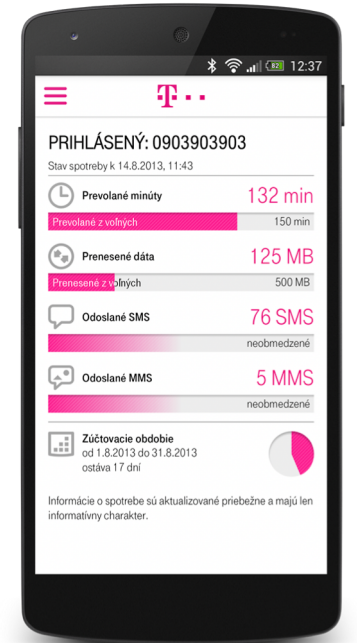 12:37
T · ·
PRIHLÁSENÝ: 0903903903
Stav spotreby k 14.8.2013, 11:43
Prevolané minúty 132 min
Prevolané z voľných 150 min
Prenesené dáta 125 MB
Prenesené z voľných 500 MB
Odoslané SMS 76 SMS
neobmedzené
Odoslané MMS 5 MMS
neobmedzené
Zúčtovacie obdobie
od 1.8.2013 do 31.8.2013
ostáva 17 dní
Informácie o spotrebe sú aktualizované priebežne a majú len
informatívny charakter.